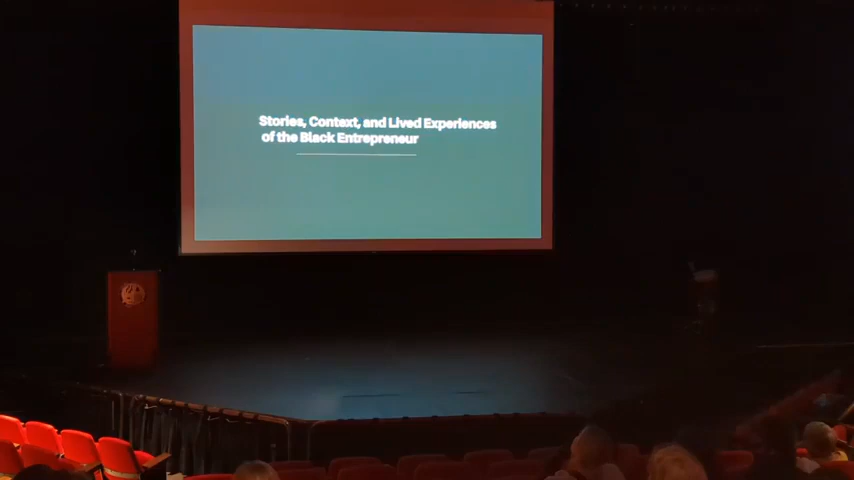 Stories, Context, and Lived Experiences
of the Black Entrepreneur